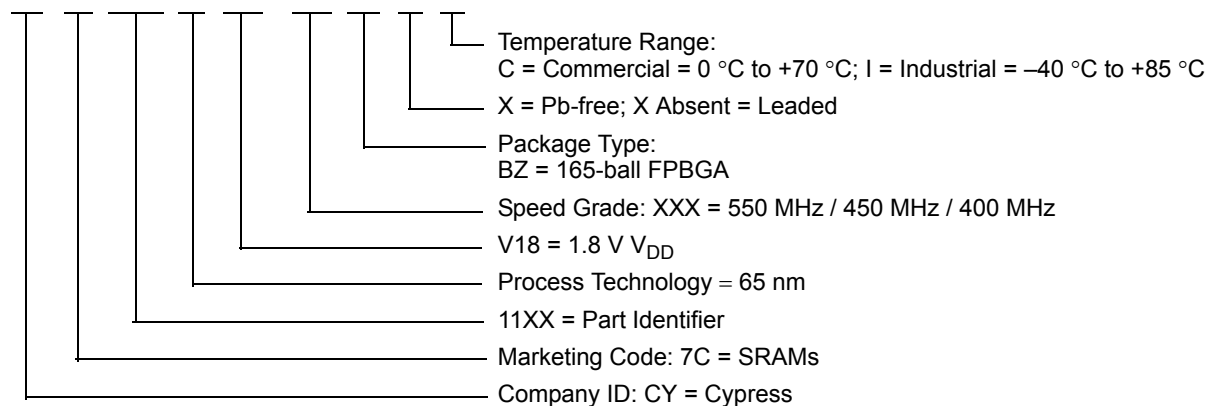 Temperature Range:
C = Commercial = 0 °C to +70 °C; I = Industrial = –40 °C to +85 °C
X = Pb-free; X Absent = Leaded
Package Type:
BZ = 165-ball FPBGA
Speed Grade: XXX = 550 MHz / 450 MHz / 400 MHz
V18 = 1.8 V VDD
Process Technology = 65 nm
11XX = Part Identifier
Marketing Code: 7C = SRAMs
Company ID: CY = Cypress